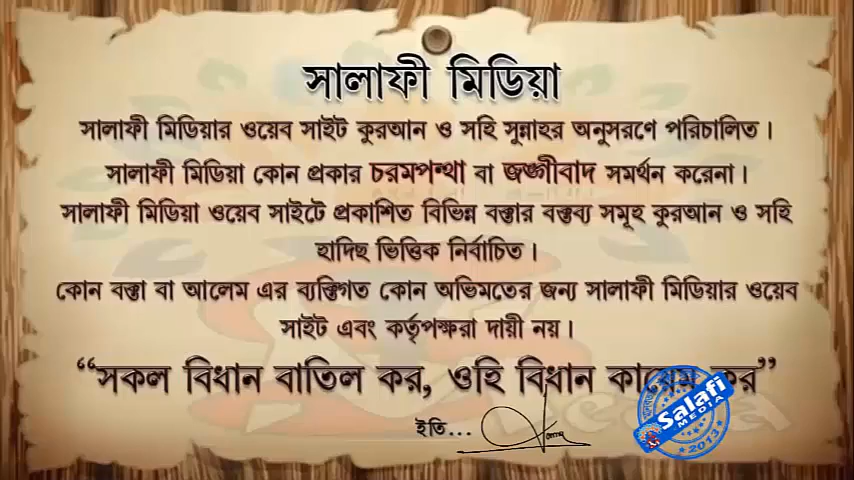 সালাফী মিডিয়া
সালাফী মিডিয়ার ওয়েব সাইট কুরআন ও সহি সুন্নাহর অনুসরণে পরিচালিত।
সালাফী মিডিয়া কোন প্রকার চরমপন্থা বা জঙ্গীবাদ সমর্থন করেনা।
সালাফী মিডিয়া ওয়েব সাইটে প্রকাশিত বিভিন্ন বক্তার বক্তব্য সমূহ কুরআন ও সহি
হাদিছ ভিত্তিক নির্বাচিত।
কোন বক্তা বা আলেম এর ব্যক্তিগত কোন অভিমতের জন্য সালাফী মিডিয়ার ওয়েব
সাইট এবং কর্তৃপক্ষরা দায়ী নয়।
“সকল বিধান বাতিল কর, ওহি বিধান কায়েম কর”
ইতি...
Salafi
MEDIA
2013